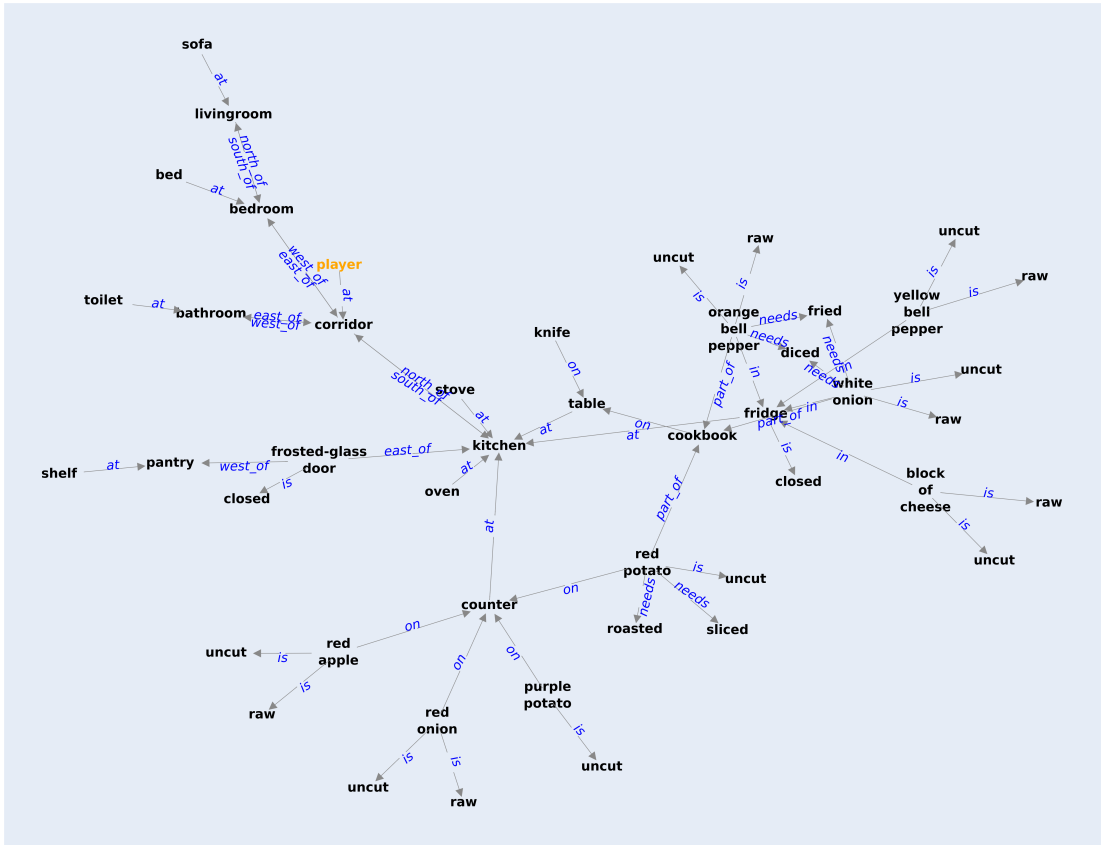 sofa
at
livingroom
north_of
south_of
bed
at
bedroom
west_of
east_of
player
at
toilet
at
bathroom
east_of
west_of
corridor
north_of
south_of
stove
at
knife
on
table
at
kitchen
frosted-glass
door
east_of
west_of
is
closed
shelf
at
pantry
oven
at
at
uncut
is
raw
is
orange
bell
pepper
needs
fried
needs
diced
in
part_of
uncut
is
raw
is
yellow
bell
pepper
in
needs
needs
white
onion
is
uncut
is
raw
in
part_of
fridge
at
is
closed
cookbook
on
in
block
of
cheese
is
raw
is
uncut
part_of
red
potato
is
uncut
needs
roasted
needs
sliced
on
counter
on
red
apple
is
uncut
is
raw
on
red
onion
is
uncut
is
raw
on
purple
potato
is
uncut